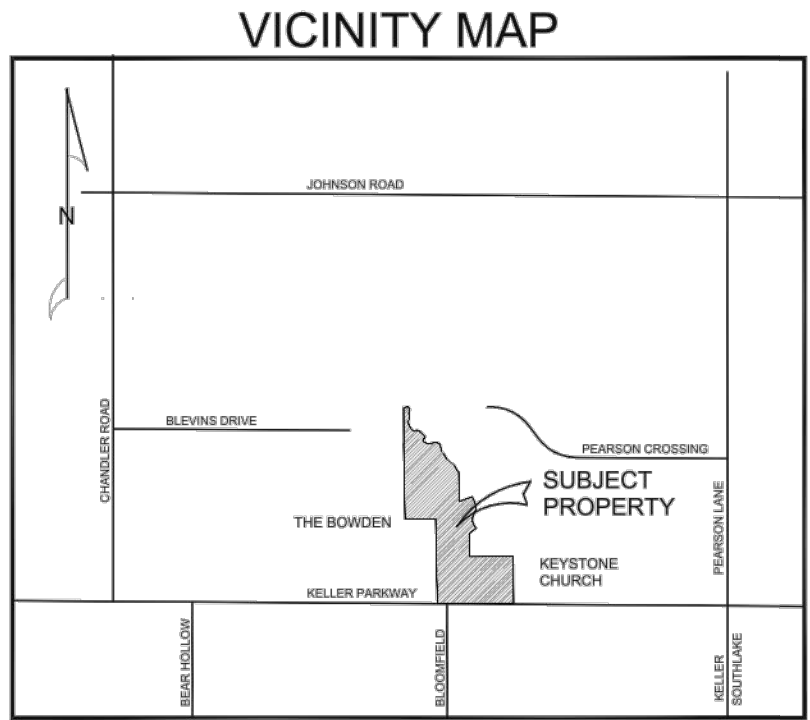 VICINITY MAP
JOHNSON ROAD
N
CHANDLER ROAD
BLEVINS DRIVE
PEARSON CROSSING
SUBJECT
PROPERTY
PEARSON LANE
THE BOWDEN
KEYSTONE
CHURCH
KELLER PARKWAY
BEAR HOLLOW
BLOOMFIELD
KELLER
SOUTHLAKE